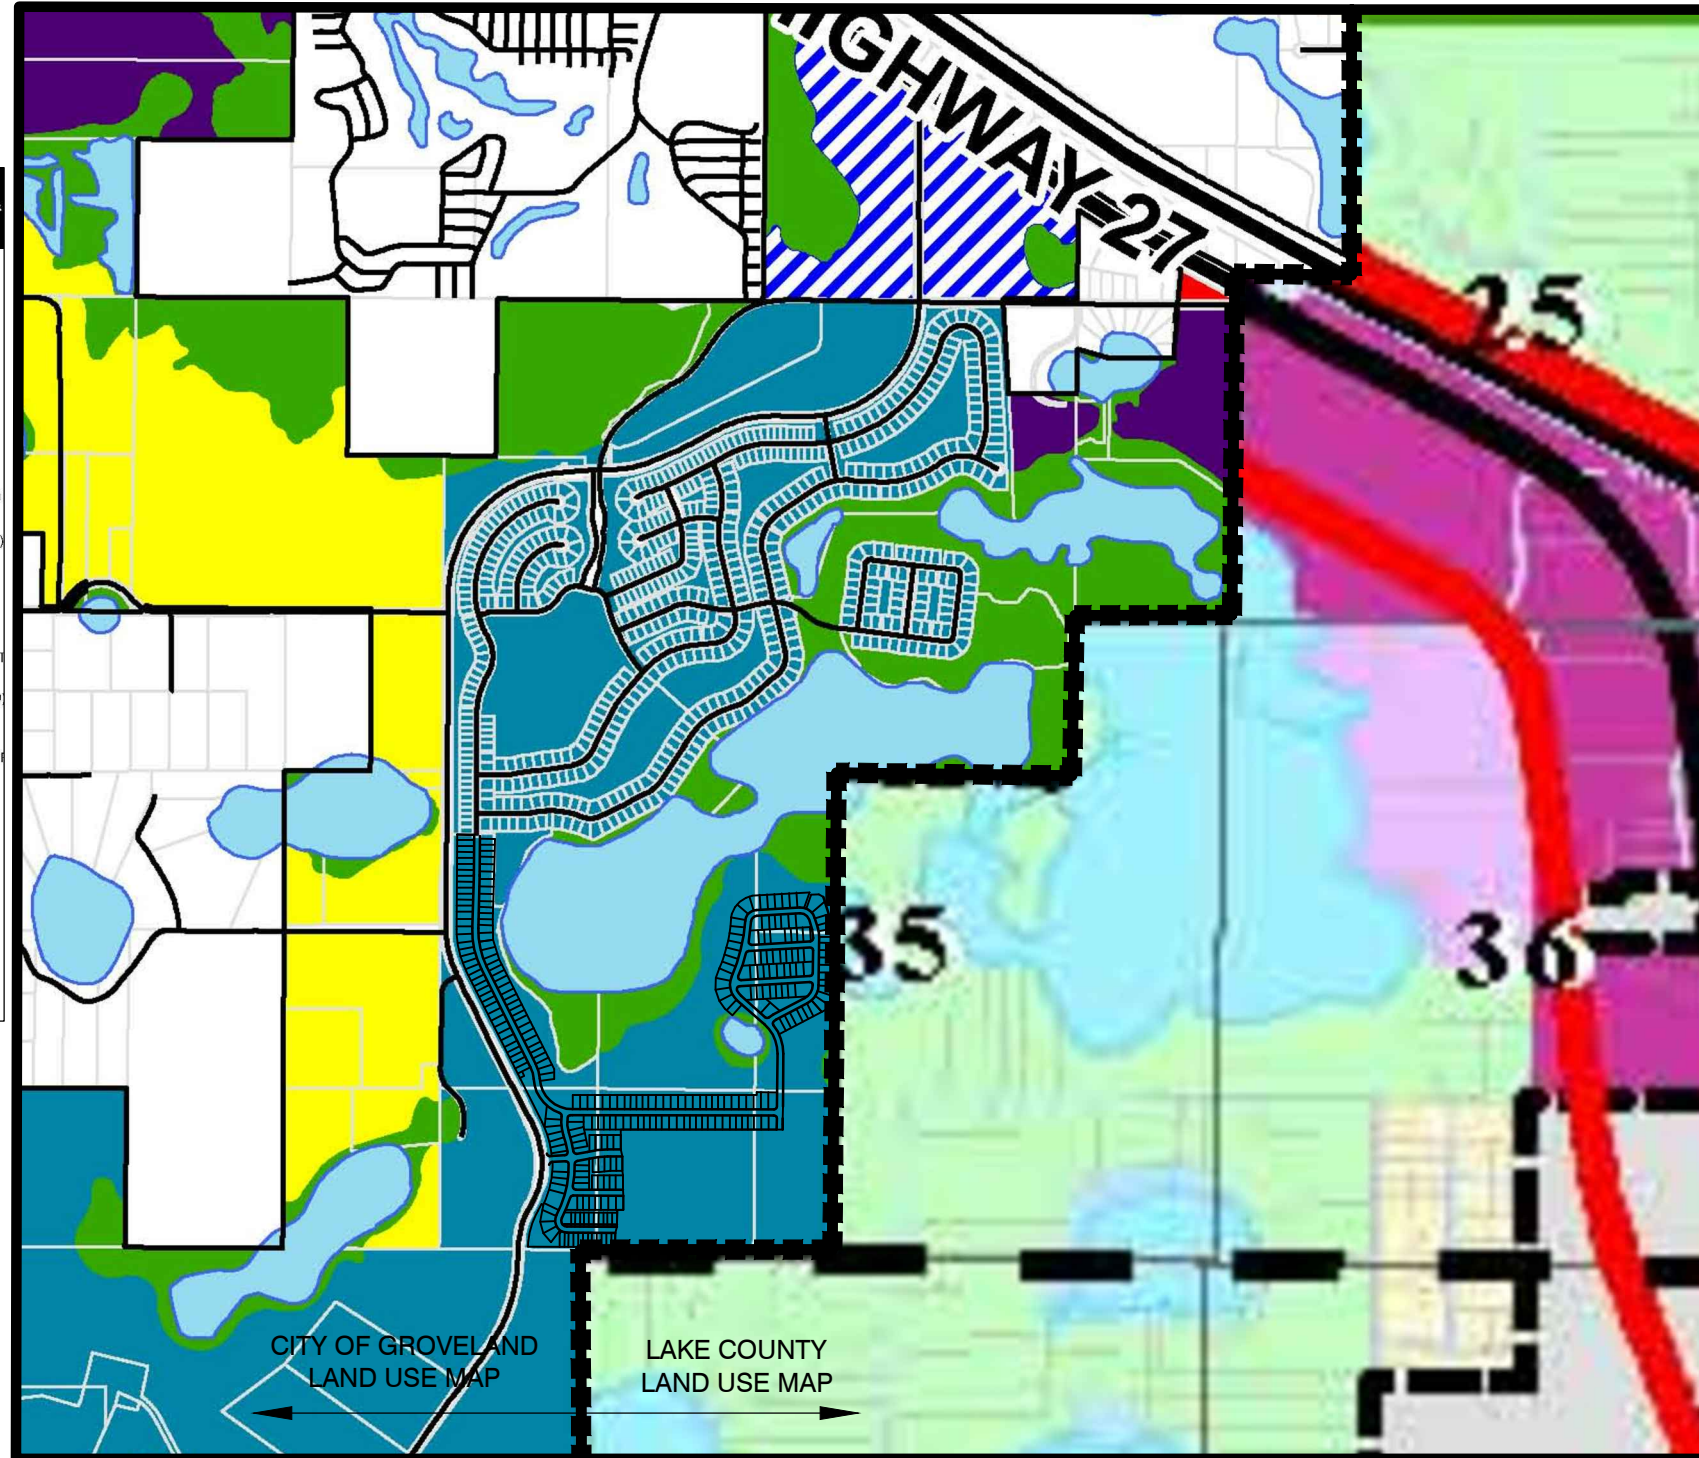 HIGHWAY 27
25
35
36
CITY OF GROVELAND
LAND USE MAP
LAKE COUNTY
LAND USE MAP